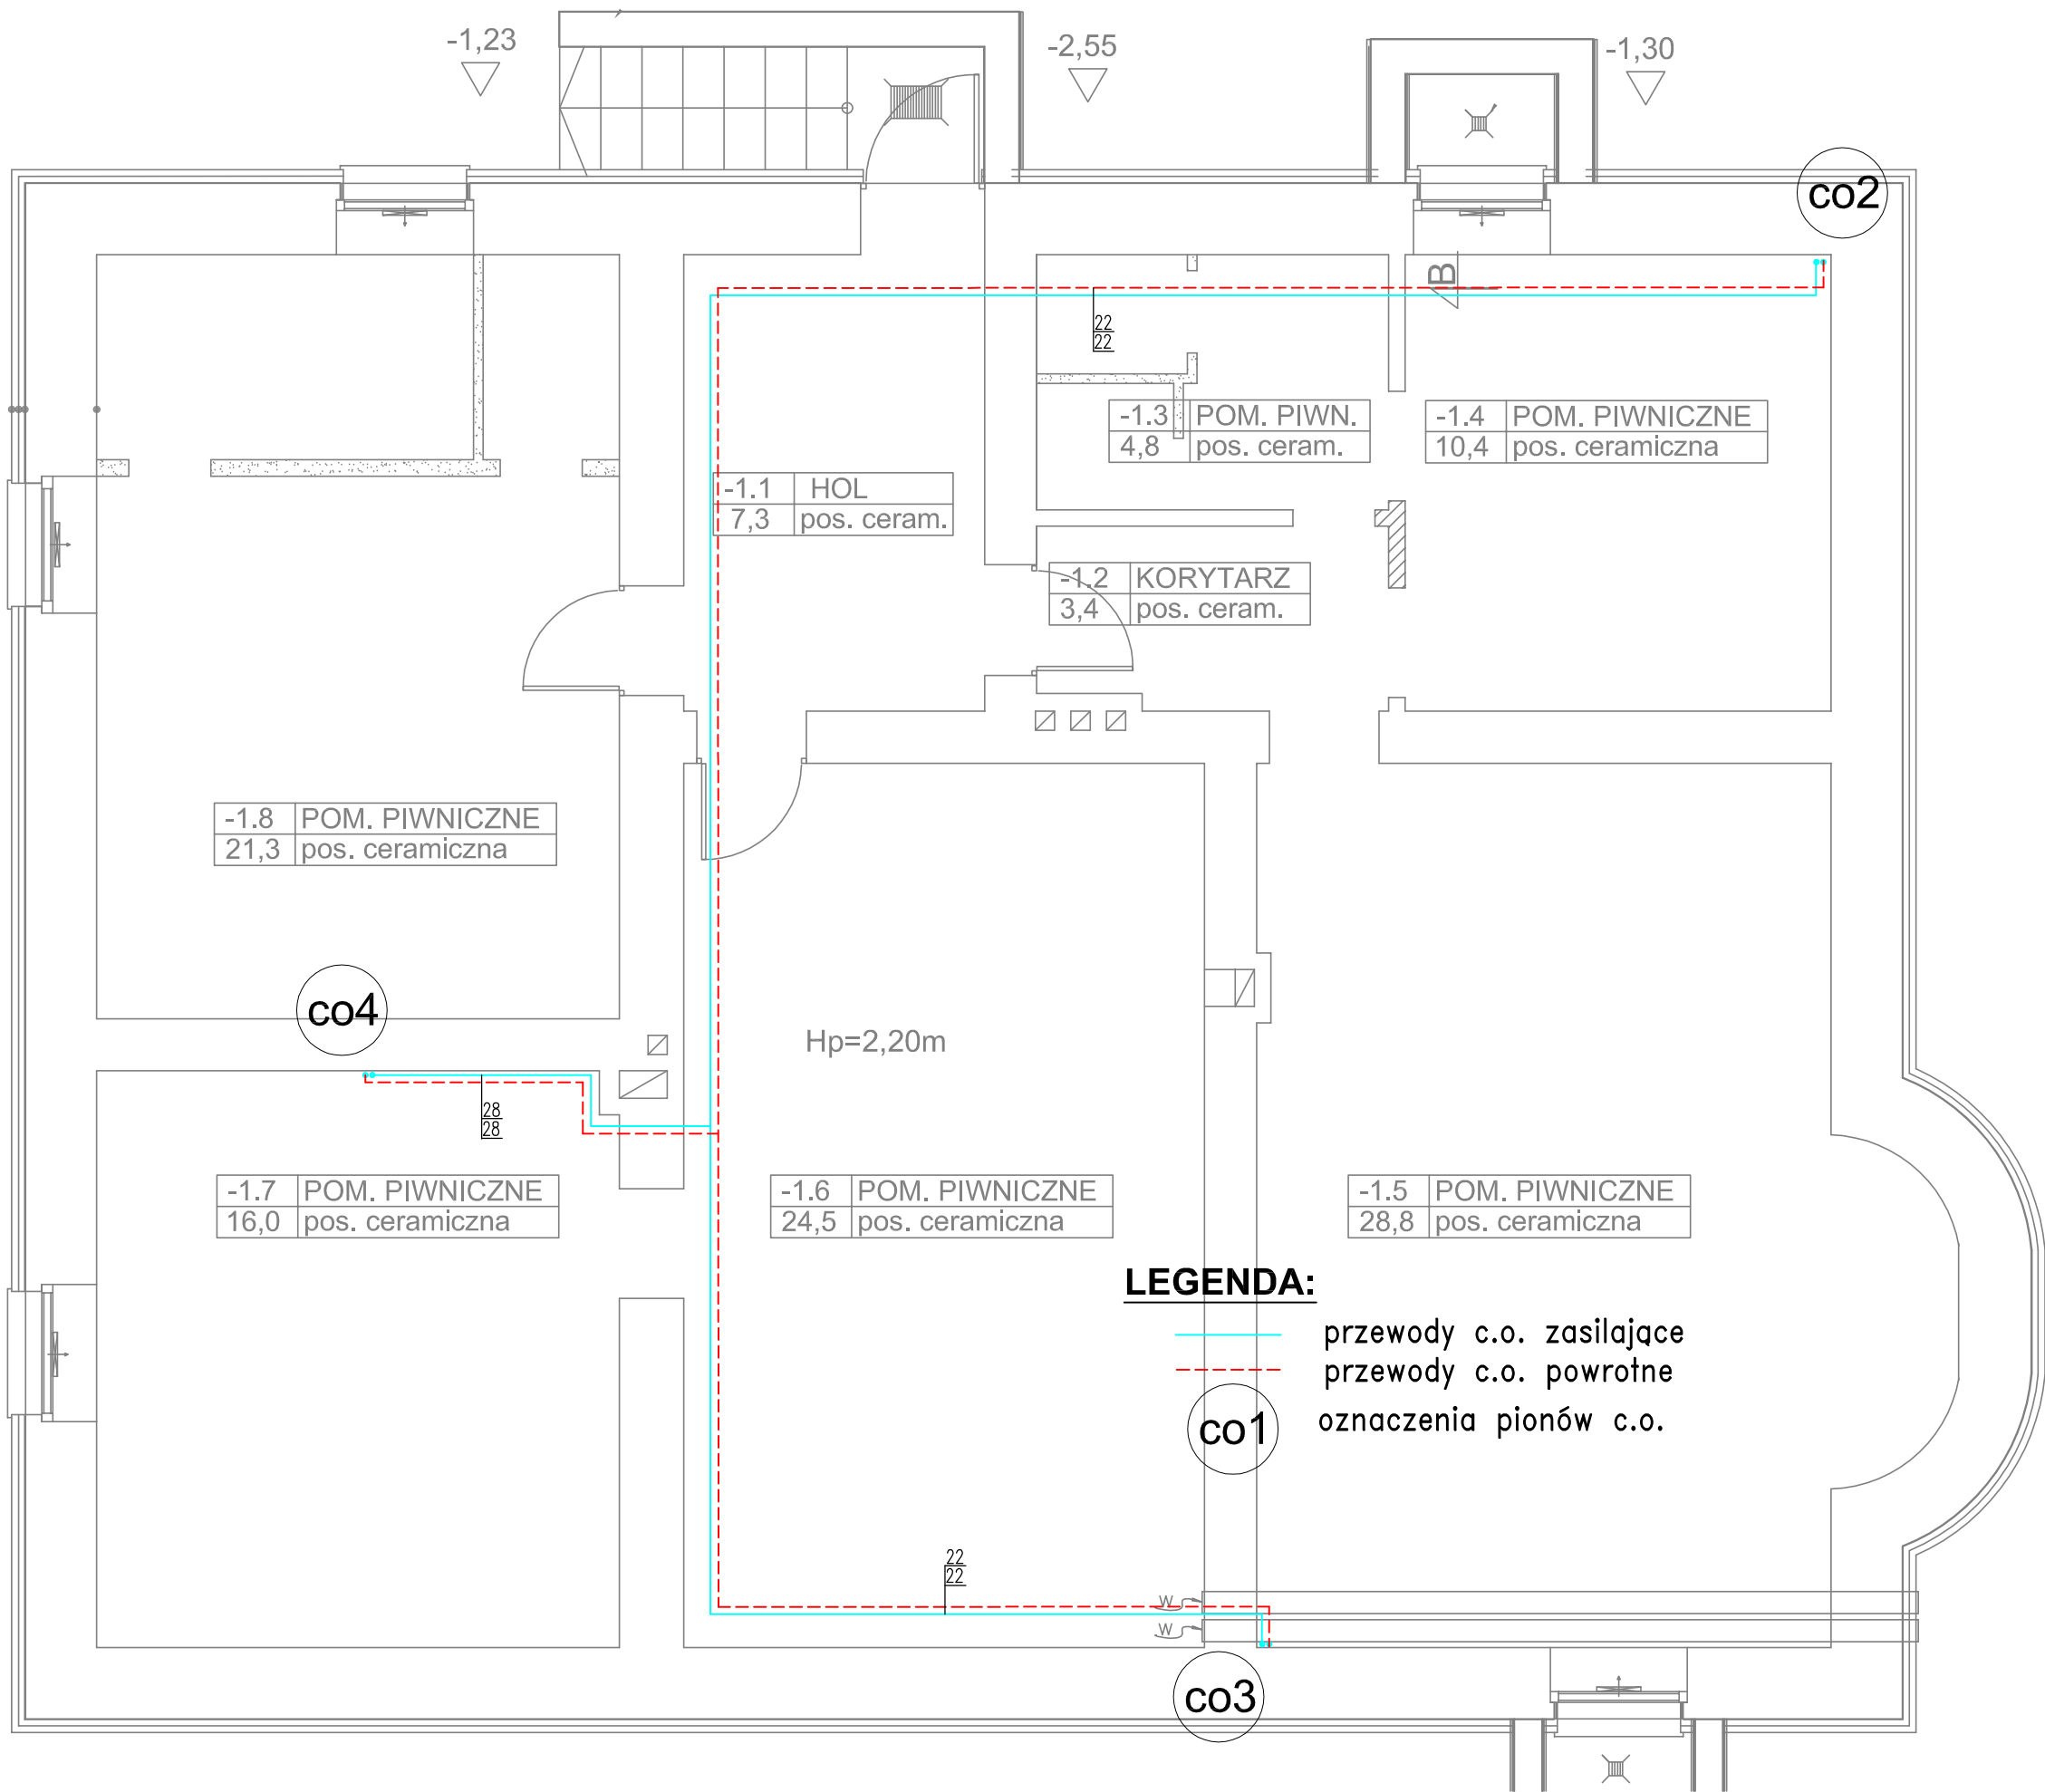 -1,23
-2,55
-1,30
co2
B
22
22
-1.3 POM. PIWN.
4,8 pos. ceram.
-1.4 POM. PIWNICZNE
10,4 pos. ceramiczna
-1.1 HOL
7,3 pos. ceram.
-1.2 KORYTARZ
3,4 pos. ceram.
-1.8 POM. PIWNICZNE
21,3 pos. ceramiczna
co4
Hp=2,20m
28
28
-1.7 POM. PIWNICZNE
16,0 pos. ceramiczna
-1.6 POM. PIWNICZNE
24,5 pos. ceramiczna
-1.5 POM. PIWNICZNE
28,8 pos. ceramiczna
LEGENDA:
przewody c.o. zasilające
przewody c.o. powrotne
co1 oznaczenia pionów c.o.
22
22
W
W
co3